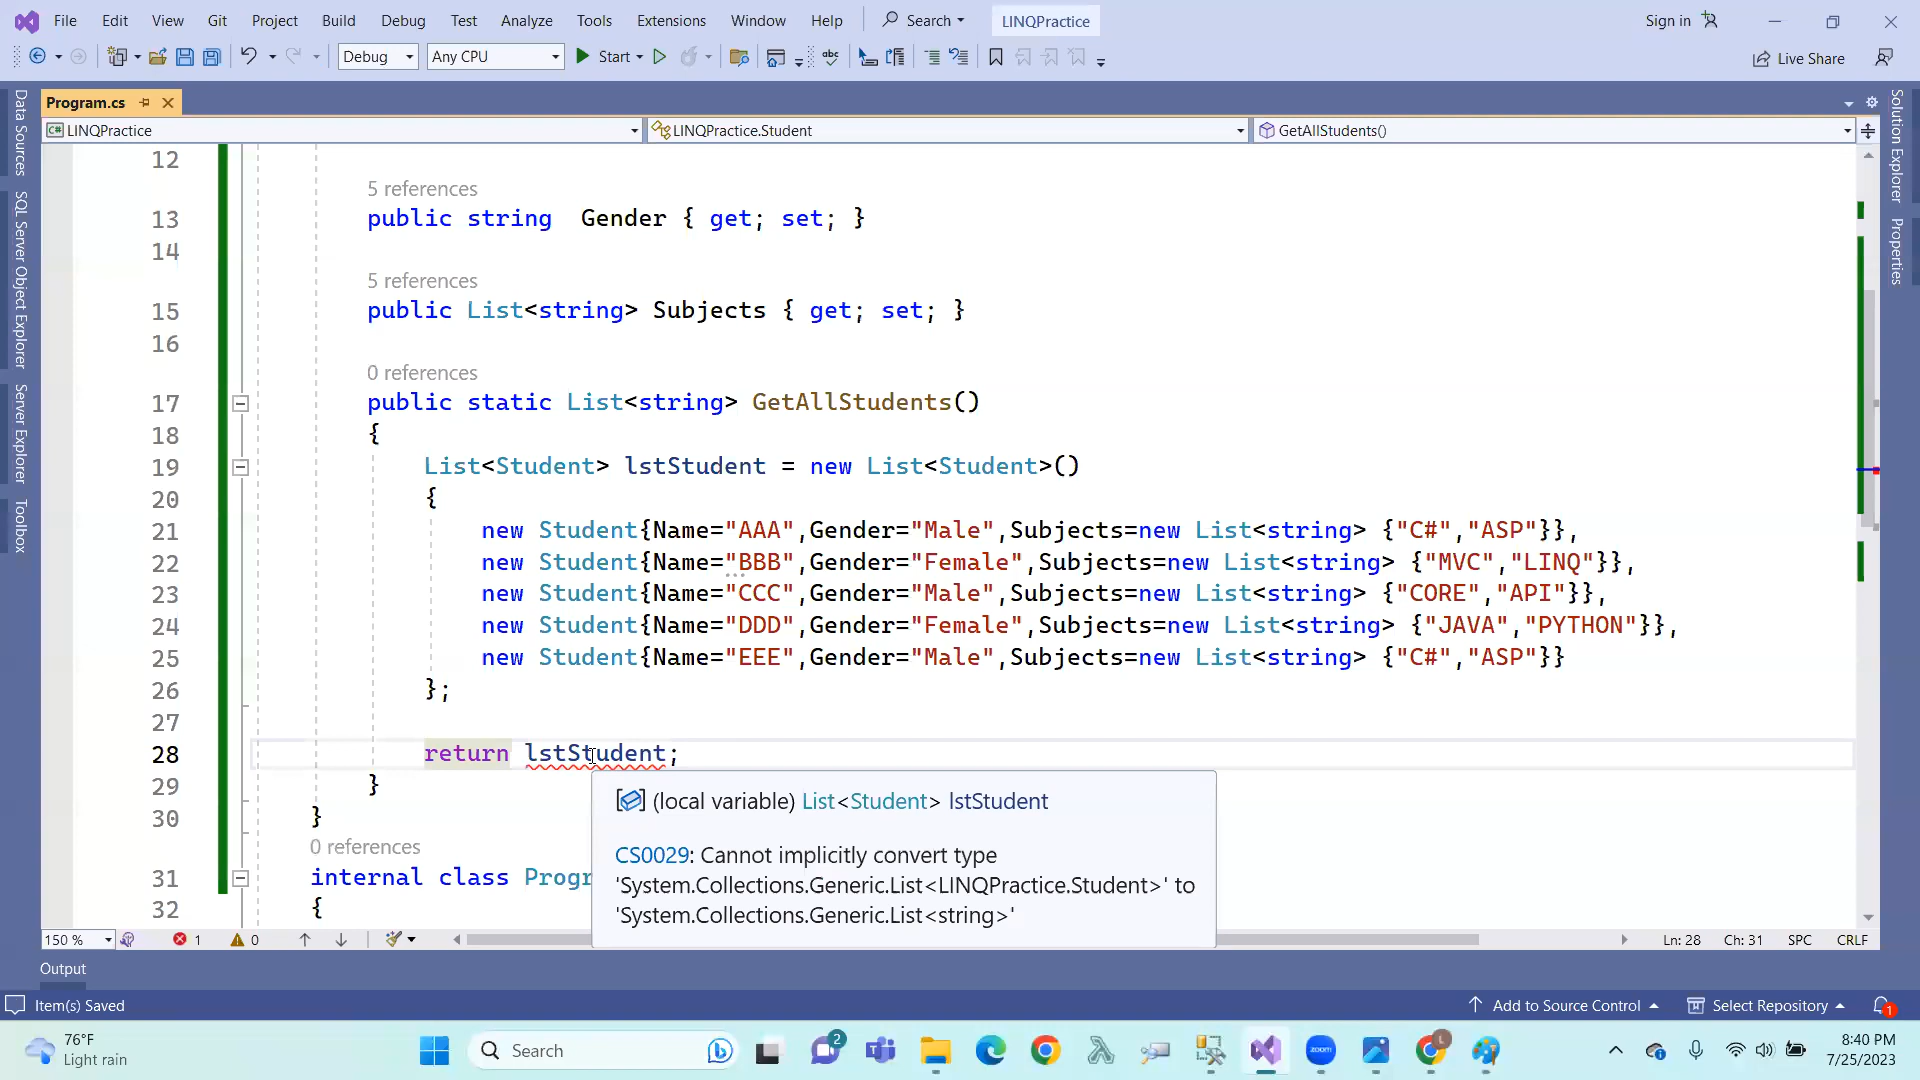 File Edit View Git Project Build Debug Test Analyze Tools Extensions Window Help Search LINQPractice Sign in
Debug Any CPU Start Live Share
Program.cs
LINQPractice LINQPractice.Student GetAllStudents()
Data Sources
SQL Server Object Explorer
Server Explorer
Toolbox
Solution Explorer
Properties
12
5 references
13 public string  Gender { get; set; }
14
5 references
15 public List<string> Subjects { get; set; }
16
0 references
17 public static List<string> GetAllStudents()
18 {
19 List<Student> lstStudent = new List<Student>()
20 {
21 new Student{Name="AAA",Gender="Male",Subjects=new List<string> {"C#","ASP"}},
22 new Student{Name="BBB",Gender="Female",Subjects=new List<string> {"MVC","LINQ"}},
23 new Student{Name="CCC",Gender="Male",Subjects=new List<string> {"CORE","API"}},
24 new Student{Name="DDD",Gender="Female",Subjects=new List<string> {"JAVA","PYTHON"}},
25 new Student{Name="EEE",Gender="Male",Subjects=new List<string> {"C#","ASP"}}
26 };
27
28 return lstStudent;
29 }
30 }
0 references
31 internal class Progr
32 {
(local variable) List<Student> lstStudent
CS0029: Cannot implicitly convert type
'System.Collections.Generic.List<LINQPractice.Student>' to
'System.Collections.Generic.List<string>'
150 % 1 0 Ln: 28 Ch: 31 SPC CRLF
Output
Item(s) Saved Add to Source Control Select Repository 1
76°F
Light rain
Search 2 zoom L
8:40 PM
7/25/2023